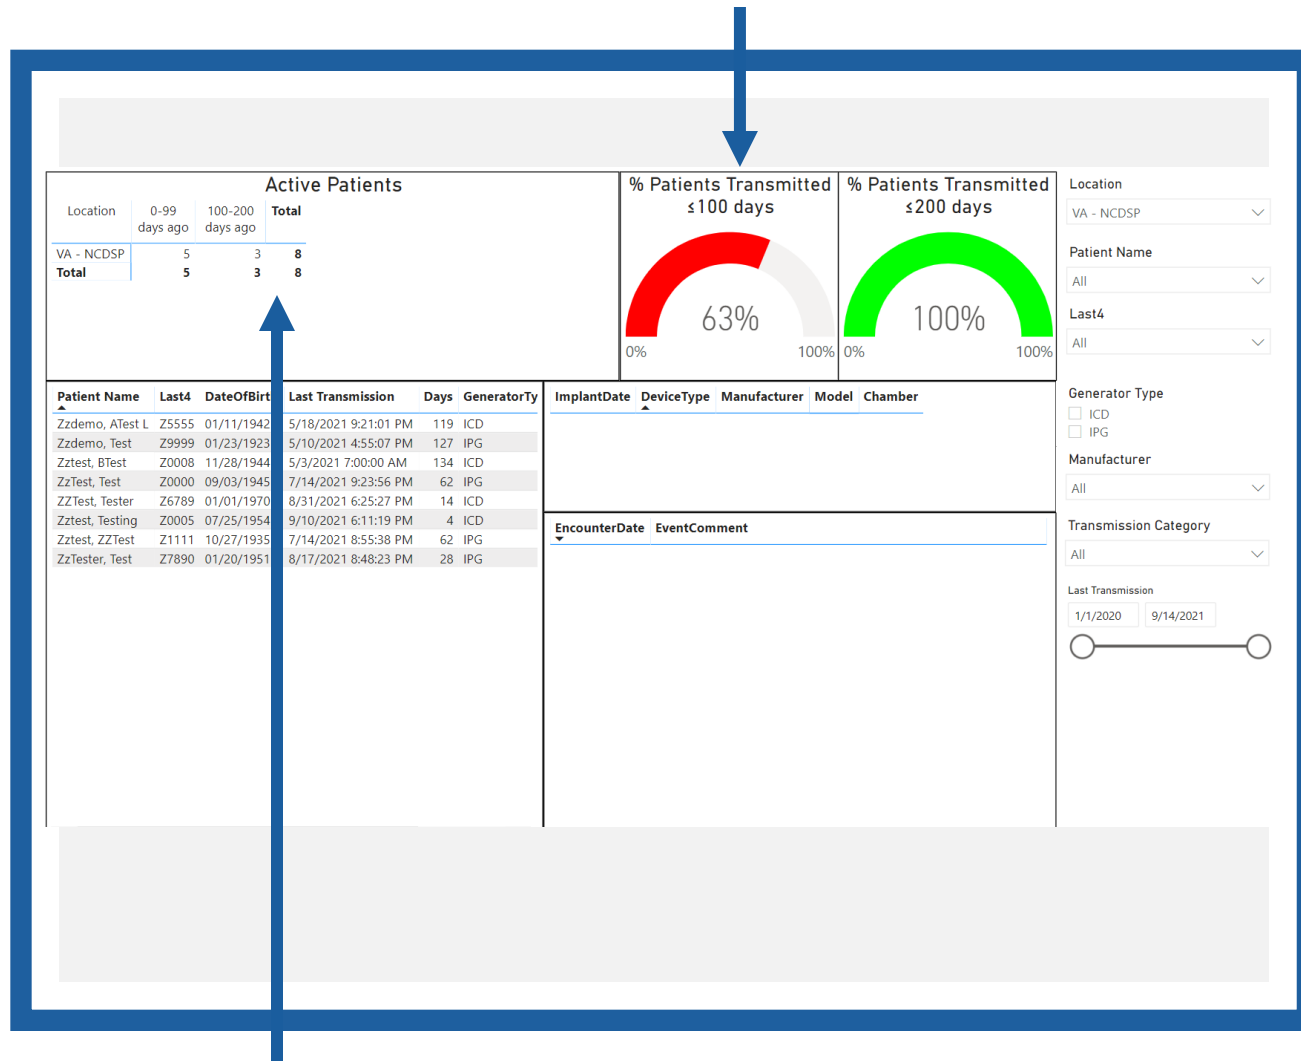 Active Patients
Location 0-99 days ago 100-200 days ago Total
VA - NCDSP 5 3 8
Total 5 3 8
% Patients Transmitted
≤100 days
63%
0% 100%
% Patients Transmitted
≤200 days
100%
0% 100%
Location
VA - NCDSP
Patient Name
All
Last4
All
Generator Type
ICD
IPG
Manufacturer
All
Transmission Category
All
Last Transmission
1/1/2020 9/14/2021
Patient Name Last4 DateOfBirt Last Transmission Days GeneratorTy
Zzdemo, ATest L Z5555 01/11/1942 5/18/2021 9:21:01 PM 119 ICD
Zzdemo, Test Z9999 01/23/1923 5/10/2021 4:55:07 PM 127 IPG
Zztest, BTest Z0008 11/28/1944 5/3/2021 7:00:00 AM 134 ICD
ZzTest, Test Z0000 09/03/1945 7/14/2021 9:23:56 PM 62 IPG
ZZTest, Tester Z6789 01/01/1970 8/31/2021 6:25:27 PM 14 ICD
Zztest, Testing Z0005 07/25/1954 9/10/2021 6:11:19 PM 4 ICD
Zztest, ZZTest Z1111 10/27/1935 7/14/2021 8:55:38 PM 62 IPG
ZzTester, Test Z7890 01/20/1951 8/17/2021 8:48:23 PM 28 IPG
ImplantDate DeviceType Manufacturer Model Chamber
EncounterDate EventComment